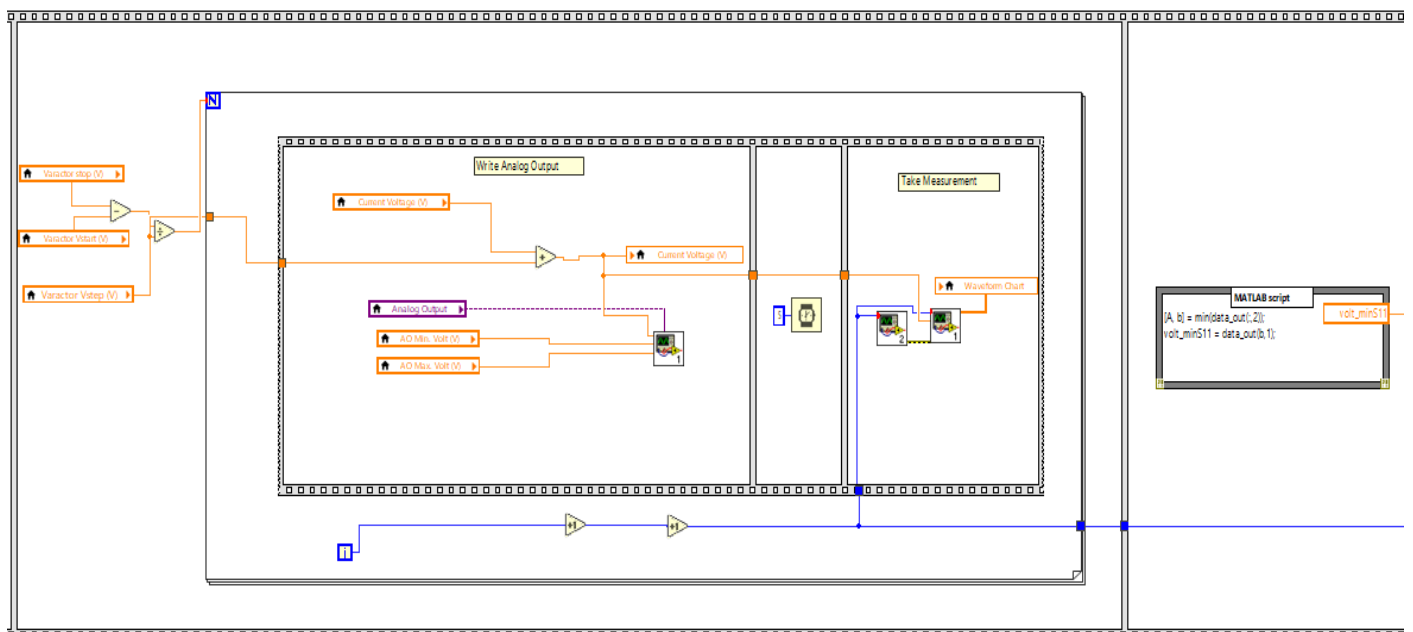 N
Write Analog Output
Take Measurement
Varactor stop (V)
Current Voltage (V)
Varactor Vstart (V)
Current Voltage (V)
Varactor Vstep (V)
Waveform Chart
Analog Output
5
AO Min. Volt (V)
AO Max. Volt (V)
1
2
1
MATLAB script
[A, b] = min(data_out(:,2));
volt_minS11 = data_out(b,1);
volt_minS11
+1
+1
i